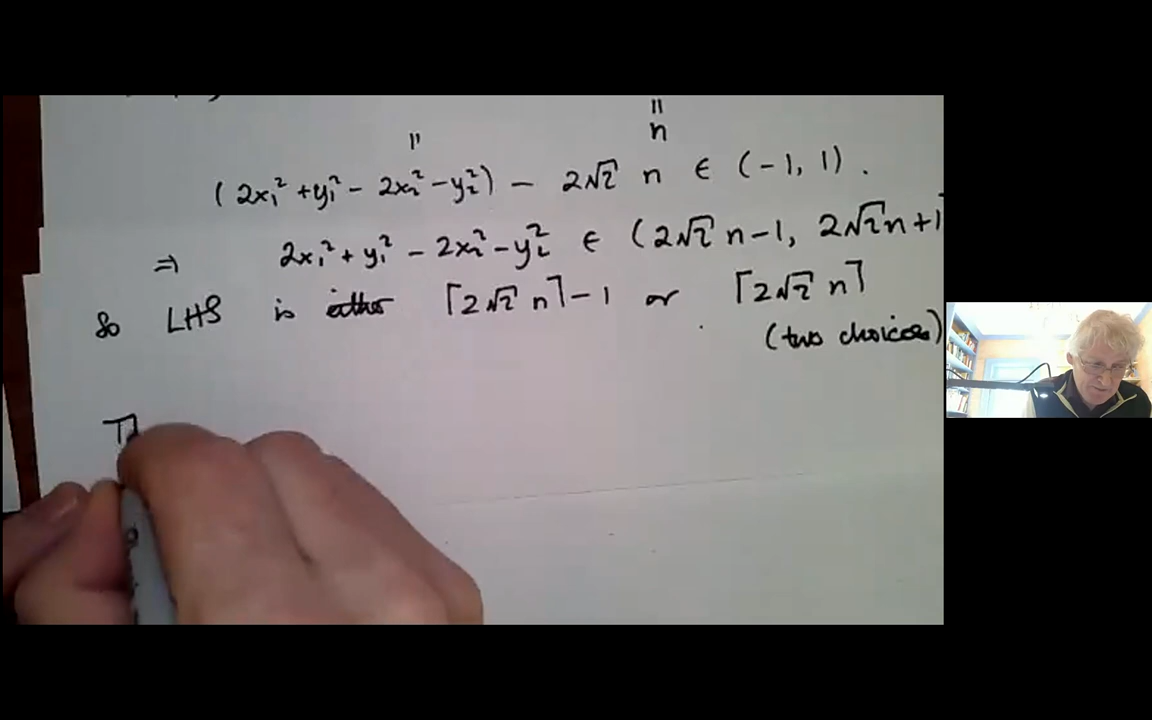 "
n
"
(2x₁² + y₁² - 2x₂² - y₂²) - 2√2 n ∈ (-1, 1).
⇒ 2x₁² + y₁² - 2x₂² - y₂² ∈ (2√2 n-1, 2√2 n+1
So LHS is either ⌈2√2 n⌉-1 or ⌈2√2 n⌉
(two choices)